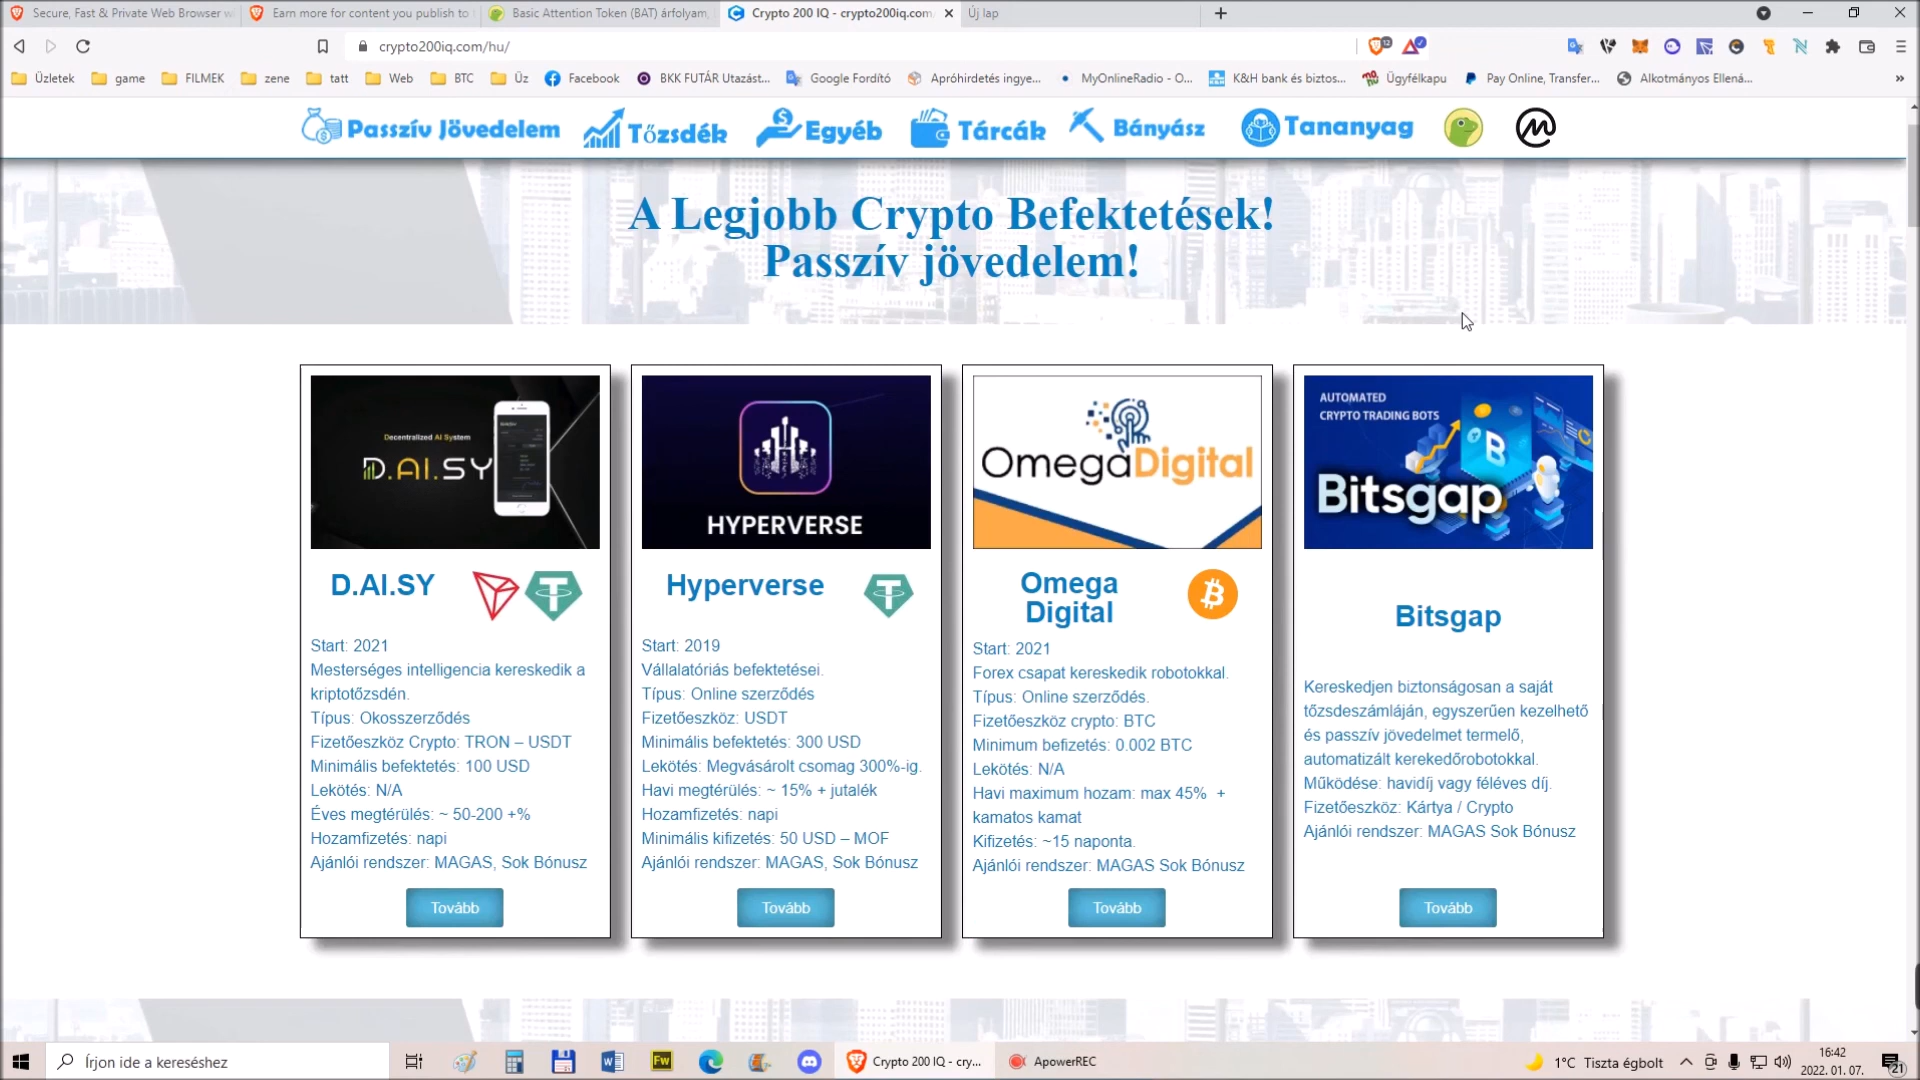 Secure, Fast & Private Web Browser w
Earn more for content you publish to
Basic Attention Token (BAT) árfolyam,
Crypto 200 IQ - crypto200iq.com
Új lap
crypto200iq.com/hu/
12
Üzletek
game
FILMEK
zene
tatt
Web
BTC
Üz
Facebook
BKK FUTÁR Utazást...
Google Fordító
Apróhirdetés ingye...
MyOnlineRadio - O...
K&H bank és biztos...
Ügyfélkapu
Pay Online, Transfer...
Alkotmányos Ellená...
Passzív Jövedelem
Tőzsdék
Egyéb
Tárcák
Bányász
Tananyag
A Legjobb Crypto Befektetések!
Passzív jövedelem!
Decentralized AI System
D.AI.SY
D.AI.SY
Start: 2021
Mesterséges intelligencia kereskedik a
kriptotőzsdén.
Típus: Okosszerződés
Fizetőeszköz Crypto: TRON – USDT
Minimális befektetés: 100 USD
Lekötés: N/A
Éves megtérülés: ~ 50-200 +%
Hozamfizetés: napi
Ajánlói rendszer: MAGAS, Sok Bónusz
Tovább
HYPERVERSE
Hyperverse
Start: 2019
Vállalatóriás befektetései.
Típus: Online szerződés
Fizetőeszköz: USDT
Minimális befektetés: 300 USD
Lekötés: Megvásárolt csomag 300%-ig.
Havi megtérülés: ~ 15% + jutalék
Hozamfizetés: napi
Minimális kifizetés: 50 USD – MOF
Ajánlói rendszer: MAGAS, Sok Bónusz
Tovább
OmegaDigital
Omega
Digital
Start: 2021
Forex csapat kereskedik robotokkal.
Típus: Online szerződés.
Fizetőeszköz crypto: BTC
Minimum befizetés: 0.002 BTC
Lekötés: N/A
Havi maximum hozam: max 45% +
kamatos kamat
Kifizetés: ~15 naponta.
Ajánlói rendszer: MAGAS Sok Bónusz
Tovább
AUTOMATED
CRYPTO TRADING BOTS
Bitsgap
Bitsgap
Kereskedjen biztonságosan a saját
tőzsdeszámláján, egyszerűen kezelhető
és passzív jövedelmet termelő,
automatizált kerekedőrobotokkal.
Működése: havidíj vagy féléves díj.
Fizetőeszköz: Kártya / Crypto
Ajánlói rendszer: MAGAS Sok Bónusz
Tovább
Írjon ide a kereséshez
Fw
Crypto 200 IQ - cry...
ApowerREC
1°C Tiszta égbolt
16:42
2022. 01. 07.
21